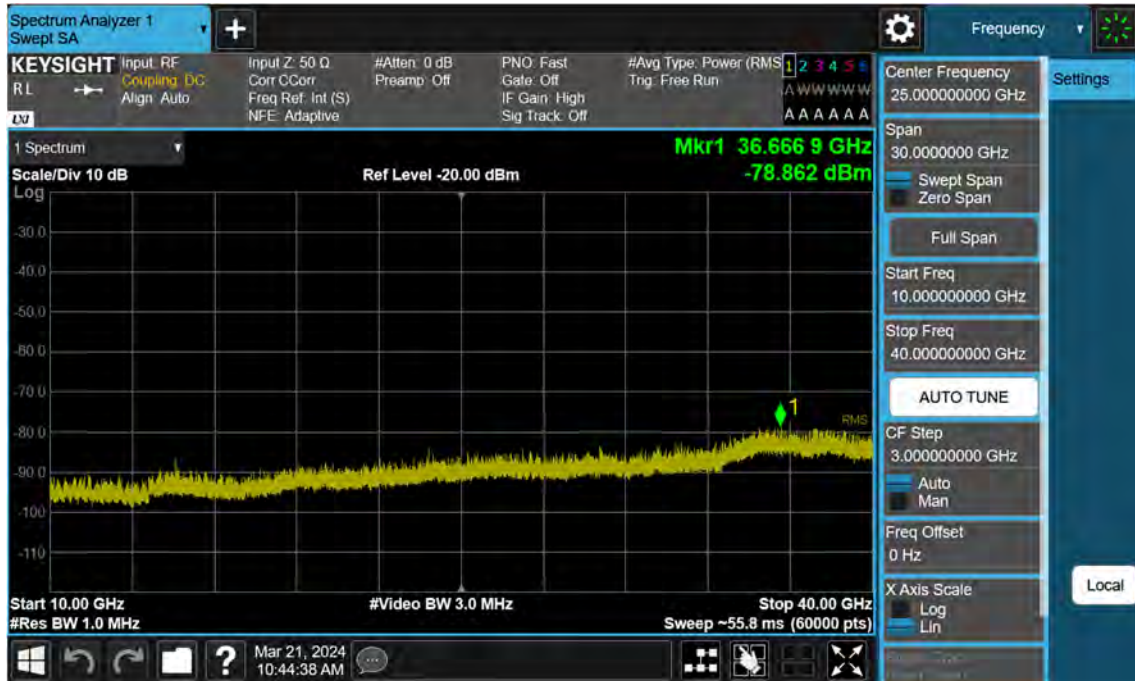 Spectrum Analyzer 1
Swept SA
+
Frequency
KEYSIGHT
RL
LXI
Input: RF
Coupling: DC
Align: Auto
Input Z: 50 Ω
Corr CCorr
Freq Ref: Int (S)
NFE: Adaptive
#Atten: 0 dB
Preamp: Off
PNO: Fast
Gate: Off
IF Gain: High
Sig Track: Off
#Avg Type: Power (RMS
Trig: Free Run
1 2 3 4 5 6
A W W W W W
A A A A A A
1 Spectrum
Mkr1 36.666 9 GHz
-78.862 dBm
Scale/Div 10 dB
Ref Level -20.00 dBm
Log
-30.0
-40.0
-50.0
-60.0
-70.0
-80.0
-90.0
-100
-110
1
RMS
Start 10.00 GHz
#Res BW 1.0 MHz
#Video BW 3.0 MHz
Stop 40.00 GHz
Sweep ~55.8 ms (60000 pts)
?
Mar 21, 2024
10:44:38 AM
Center Frequency
25.000000000 GHz
Span
30.0000000 GHz
Swept Span
Zero Span
Full Span
Start Freq
10.000000000 GHz
Stop Freq
40.000000000 GHz
AUTO TUNE
CF Step
3.000000000 GHz
Auto
Man
Freq Offset
0 Hz
X Axis Scale
Log
Lin
Settings
Local